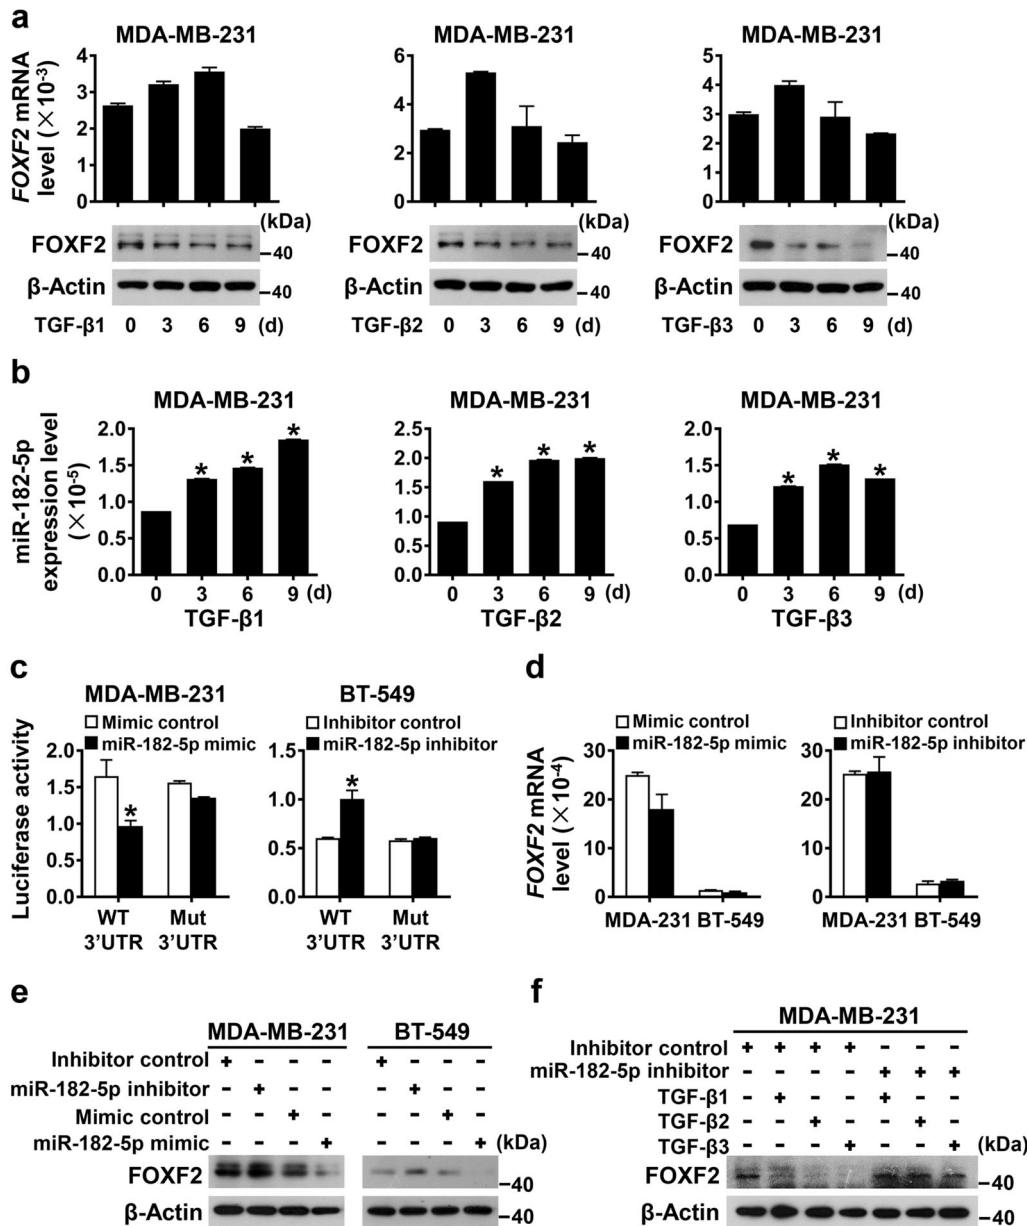 a
MDA-MB-231 MDA-MB-231 MDA-MB-231
FOXF2 mRNA
level (×10⁻³)
4 6 5
3 4 4
2 3
2 2
1 1
0 0 0
(kDa) (kDa) (kDa)
FOXF2 –40 FOXF2 –40 FOXF2 –40
β-Actin –40 β-Actin –40 β-Actin –40
TGF-β1 0 3 6 9 (d) TGF-β2 0 3 6 9 (d) TGF-β3 0 3 6 9 (d)
b
MDA-MB-231 MDA-MB-231 MDA-MB-231
miR-182-5p
expression level
(×10⁻⁵)
2.0 2.5 2.0
2.0
1.5 1.5 1.5
1.0 1.0 1.0
0.5 0.5 0.5
0.0 0.0 0.0
* * * * * * * * *
0 3 6 9 (d) 0 3 6 9 (d) 0 3 6 9 (d)
TGF-β1 TGF-β2 TGF-β3
c
MDA-MB-231 BT-549
Mimic control Inhibitor control
miR-182-5p mimic miR-182-5p inhibitor
Luciferase activity
2.0 1.5
1.5 1.0
1.0 0.5
0.5
0.0 0.0
* *
WT Mut WT Mut
3’UTR 3’UTR 3’UTR 3’UTR
d
Mimic control Inhibitor control
miR-182-5p mimic miR-182-5p inhibitor
FOXF2 mRNA
level (×10⁻⁴)
30 30
20 20
10 10
0 0
MDA-231 BT-549 MDA-231 BT-549
e
MDA-MB-231 BT-549
Inhibitor control + – – – + – – –
miR-182-5p inhibitor – + – – – + – –
Mimic control – – + – – – + –
miR-182-5p mimic – – – + – – – + (kDa)
FOXF2 –40
β-Actin –40
f
MDA-MB-231
Inhibitor control + + + + – – –
miR-182-5p inhibitor – – – – + + +
TGF-β1 – + – – + – –
TGF-β2 – – + – – + –
TGF-β3 – – – + – – + (kDa)
FOXF2 –40
β-Actin –40